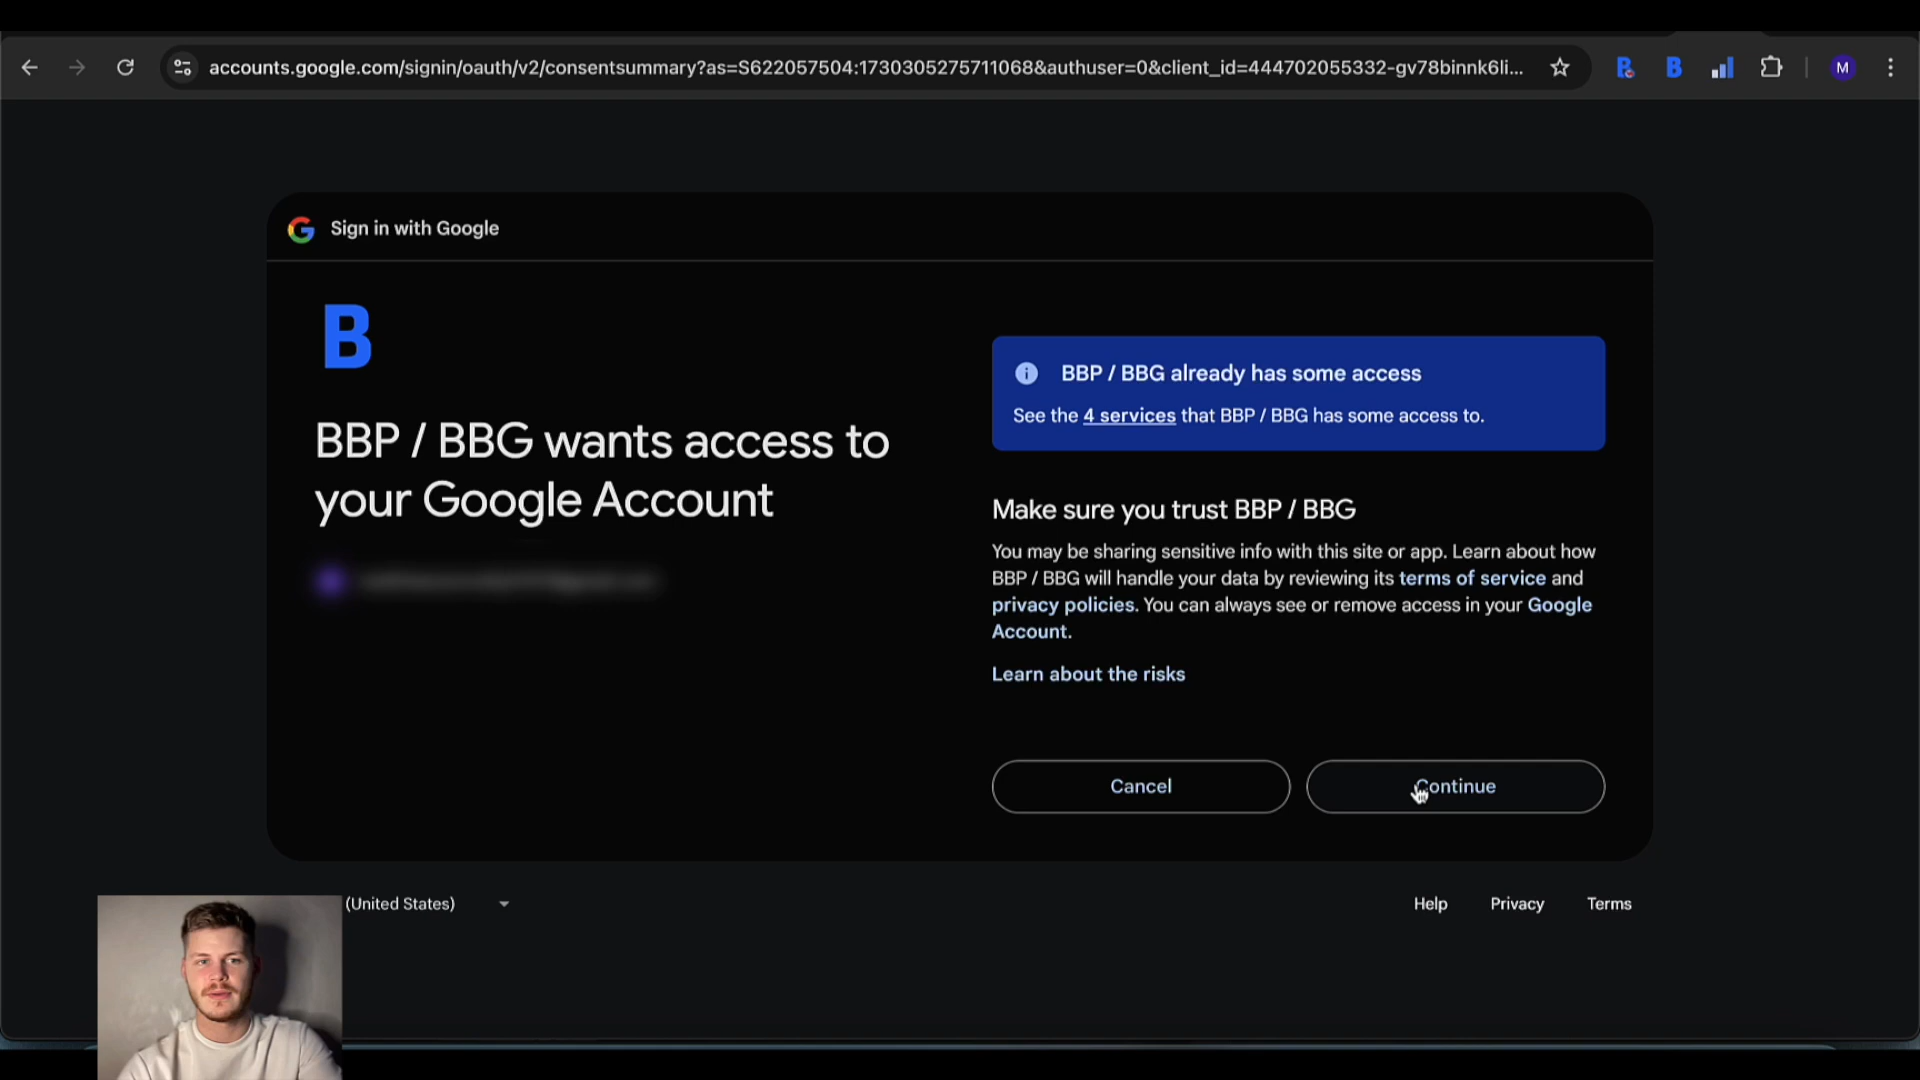 accounts.google.com/signin/oauth/v2/consentsummary?as=S622057504:1730305275711068&authuser=0&client_id=444702055332-gv78binnk6li...
M
Sign in with Google
B
BBP / BBG wants access to
your Google Account
BBP / BBG already has some access
See the 4 services that BBP / BBG has some access to.
Make sure you trust BBP / BBG
You may be sharing sensitive info with this site or app. Learn about how
BBP / BBG will handle your data by reviewing its terms of service and
privacy policies. You can always see or remove access in your Google
Account.
Learn about the risks
Cancel
Continue
(United States)
Help
Privacy
Terms